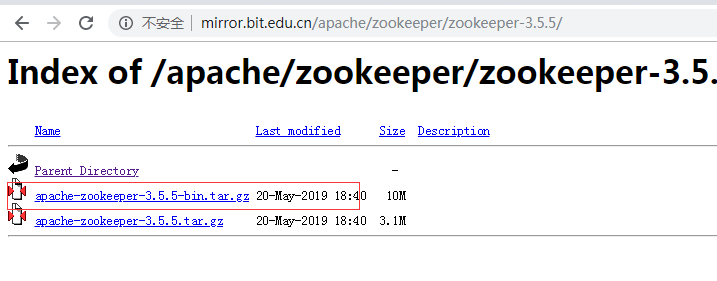 不安全 | mirror.bit.edu.cn/apache/zookeeper/zookeeper-3.5.5/
Index of /apache/zookeeper/zookeeper-3.5.
Name Last modified Size Description
Parent Directory -
apache-zookeeper-3.5.5-bin.tar.gz 20-May-2019 18:40 10M
apache-zookeeper-3.5.5.tar.gz 20-May-2019 18:40 3.1M